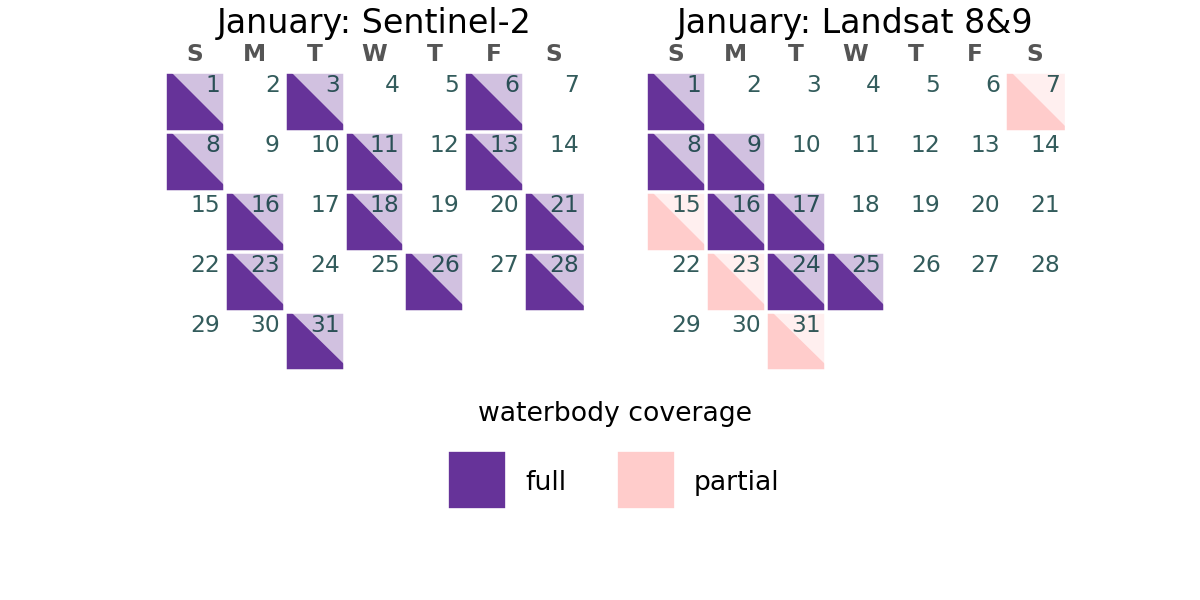 January: Sentinel-2
S M T W T F S
1 2 3 4 5 6 7
8 9 10 11 12 13 14
15 16 17 18 19 20 21
22 23 24 25 26 27 28
29 30 31
January: Landsat 8&9
S M T W T F S
1 2 3 4 5 6 7
8 9 10 11 12 13 14
15 16 17 18 19 20 21
22 23 24 25 26 27 28
29 30 31
waterbody coverage
full partial